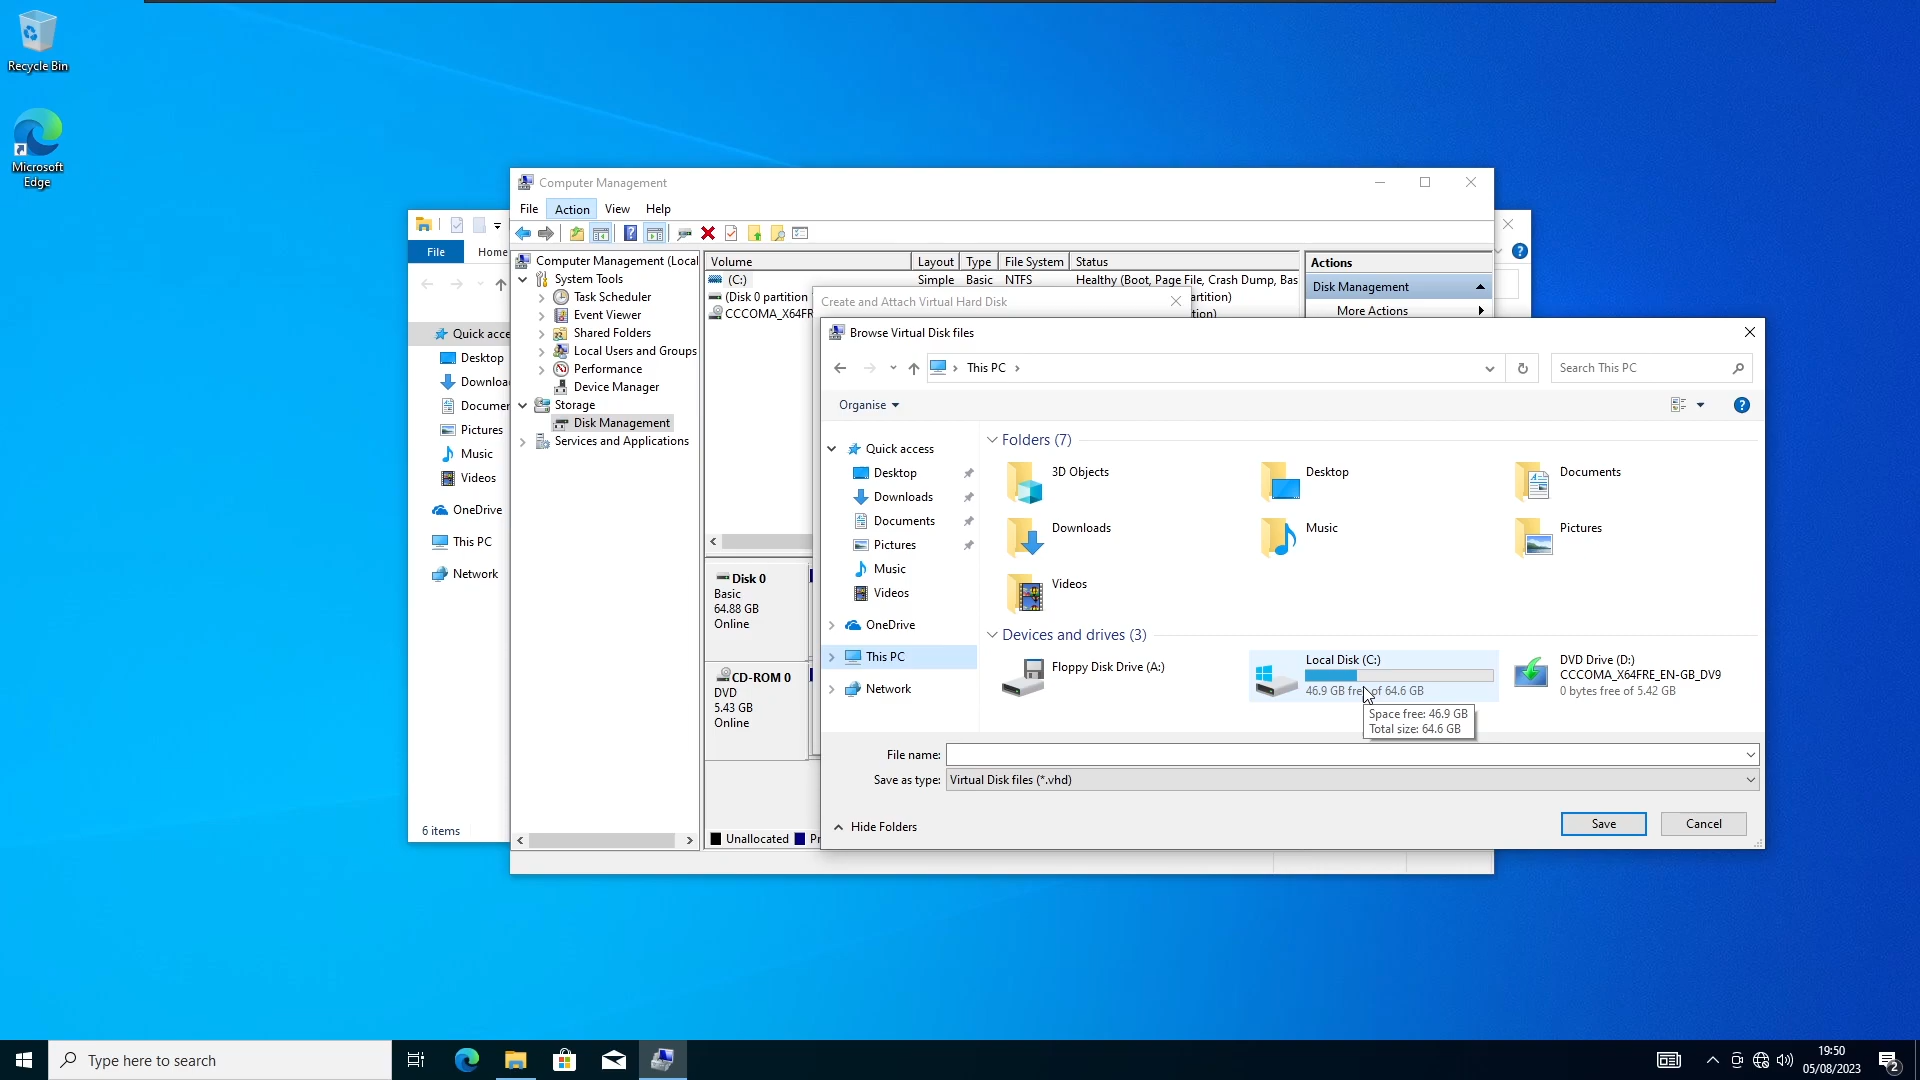 Recycle Bin
Microsoft
Edge
File
Home
Quick acce
Desktop
Downloa
Documer
Pictures
Music
Videos
OneDrive
This PC
Network
6 items
Computer Management
File Action View Help
Computer Management (Local
System Tools
Task Scheduler
Event Viewer
Shared Folders
Local Users and Groups
Performance
Device Manager
Storage
Disk Management
Services and Applications
Volume Layout Type File System Status
(C:) Simple Basic NTFS Healthy (Boot, Page File, Crash Dump, Bas
(Disk 0 partition
artition)
CCCOMA_X64FR
tion)
Actions
Disk Management
More Actions
Disk 0
Basic
64.88 GB
Online
CD-ROM 0
DVD
5.43 GB
Online
Unallocated Pr
Create and Attach Virtual Hard Disk
Browse Virtual Disk files
This PC
Search This PC
Organise
Quick access
Desktop
Downloads
Documents
Pictures
Music
Videos
OneDrive
This PC
Network
Folders (7)
3D Objects
Desktop
Documents
Downloads
Music
Pictures
Videos
Devices and drives (3)
Floppy Disk Drive (A:)
Local Disk (C:)
46.9 GB free of 64.6 GB
DVD Drive (D:)
CCCOMA_X64FRE_EN-GB_DV9
0 bytes free of 5.42 GB
Space free: 46.9 GB
Total size: 64.6 GB
File name:
Save as type: Virtual Disk files (*.vhd)
Hide Folders
Save
Cancel
Type here to search
19:50
05/08/2023
2